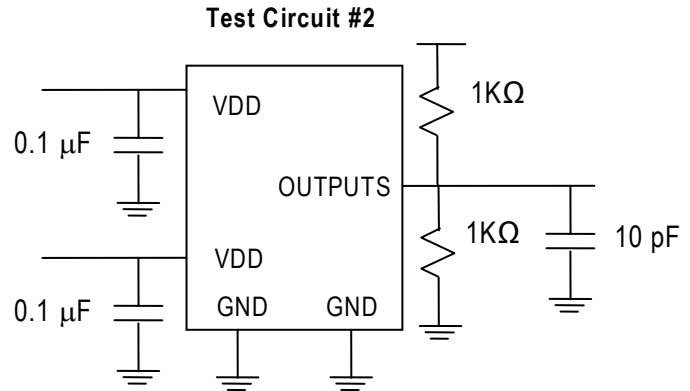 Test Circuit #2
1KΩ
VDD
0.1 μF
OUTPUTS
1KΩ
10 pF
VDD
0.1 μF
GND GND